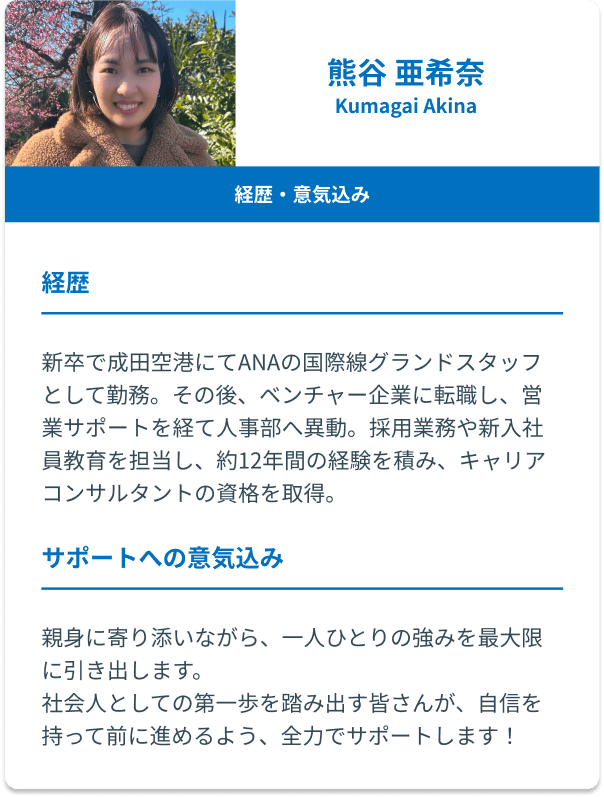 熊谷 亜希奈
Kumagai Akina
経歴・意気込み
経歴
新卒で成田空港にてANAの国際線グランドスタッフ
として勤務。その後、ベンチャー企業に転職し、営
業サポートを経て人事部へ異動。採用業務や新入社
員教育を担当し、約12年間の経験を積み、キャリア
コンサルタントの資格を取得。
サポートへの意気込み
親身に寄り添いながら、一人ひとりの強みを最大限
に引き出します。
社会人としての第一歩を踏み出す皆さんが、自信を
持って前に進めるよう、全力でサポートします！